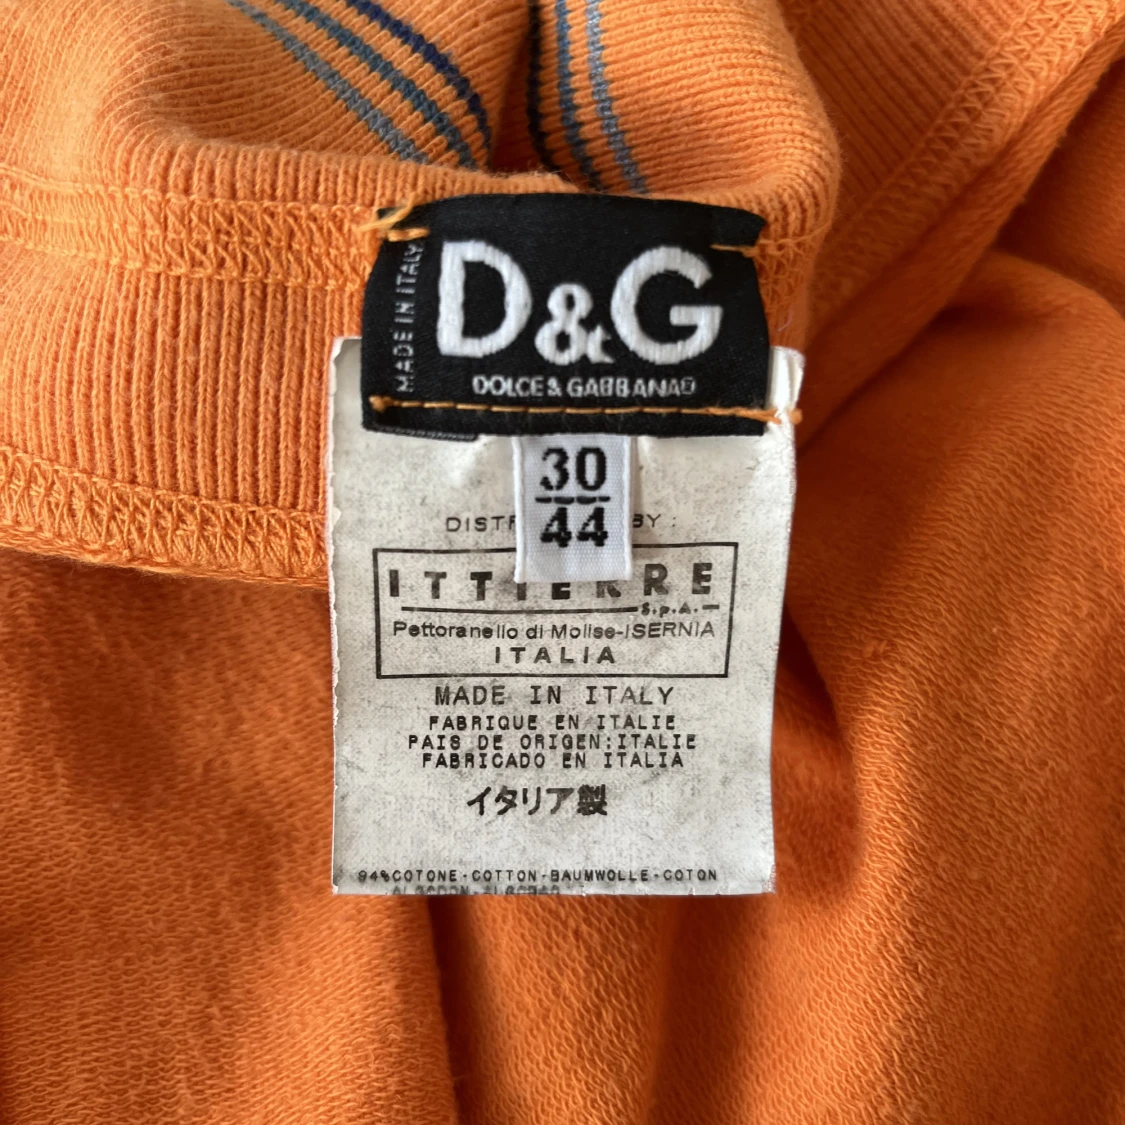 MADE IN ITALY
D&G
DOLCE & GABBANA
30
44
BY :
ITTIERRE
S.p.A.
Pettoranello di Molise-ISERNIA
ITALIA
MADE IN ITALY
FABRIQUE EN ITALIE
PAIS DE ORIGEN:ITALIE
FABRICADO EN ITALIA
イタリア製
94%COTONE-COTTON-BAUMWOLLE-COTON